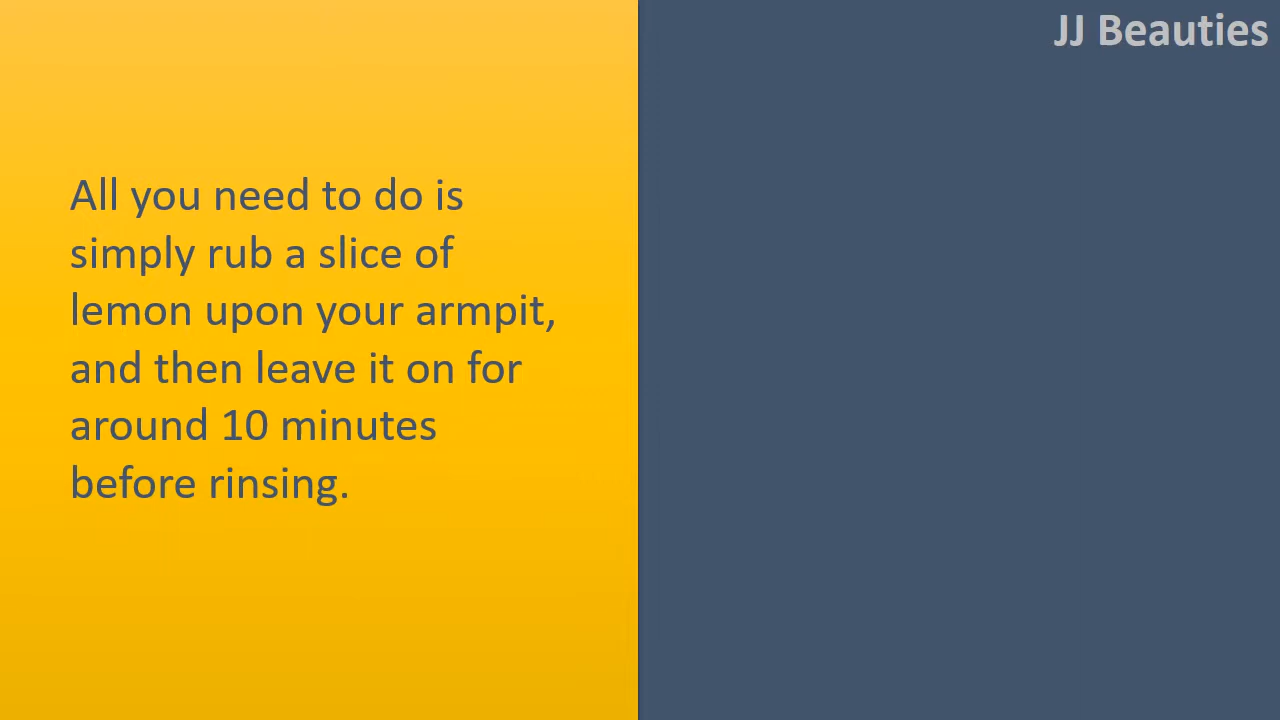 JJ Beauties
All you need to do is
simply rub a slice of
lemon upon your armpit,
and then leave it on for
around 10 minutes
before rinsing.